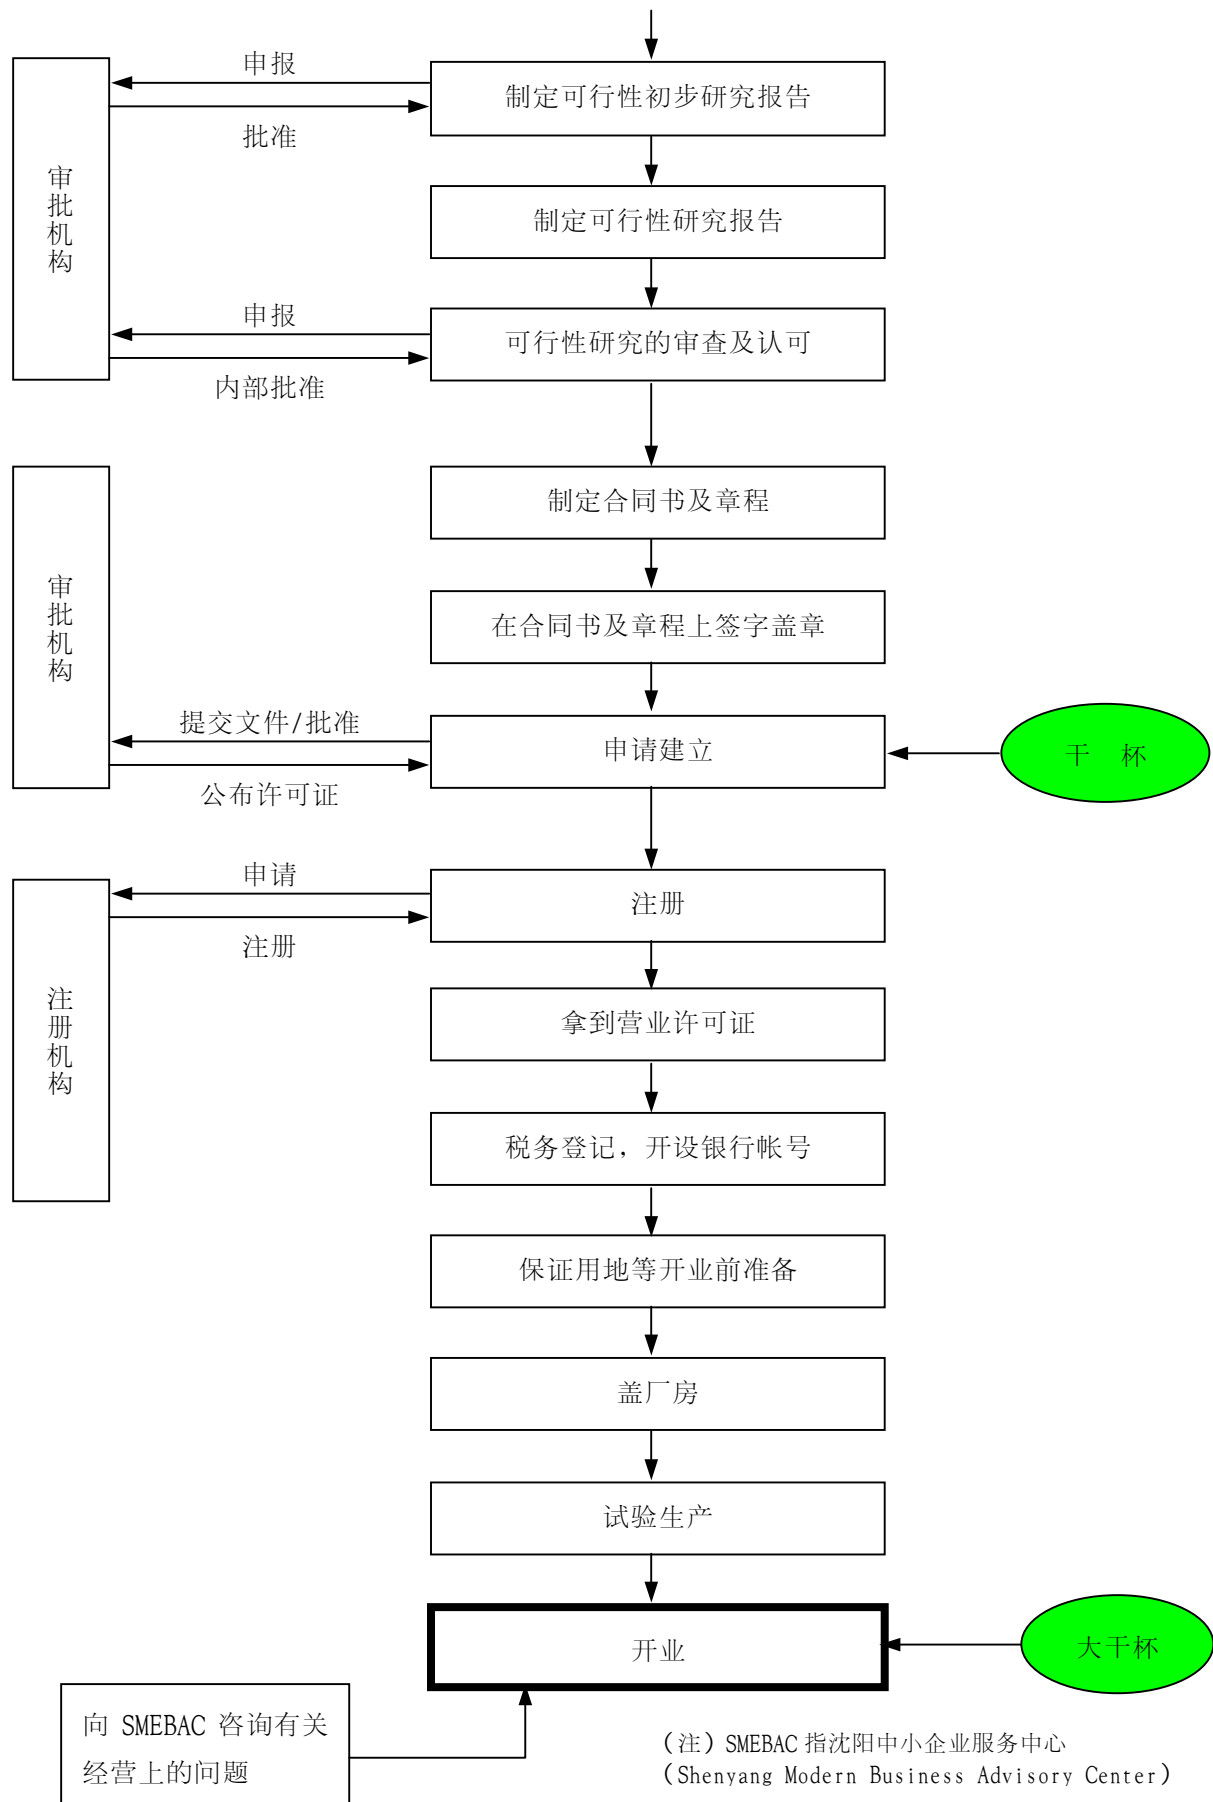 申报
制定可行性初步研究报告
批准
审批机构
制定可行性研究报告
申报
可行性研究的审查及认可
内部批准
制定合同书及章程
审批机构
在合同书及章程上签字盖章
提交文件/批准
申请建立
干 杯
公布许可证
申请
注册
注册
注册机构
拿到营业许可证
税务登记，开设银行帐号
保证用地等开业前准备
盖厂房
试验生产
开业
大干杯
向 SMEBAC 咨询有关
经营上的问题
（注）SMEBAC 指沈阳中小企业服务中心
（Shenyang Modern Business Advisory Center）